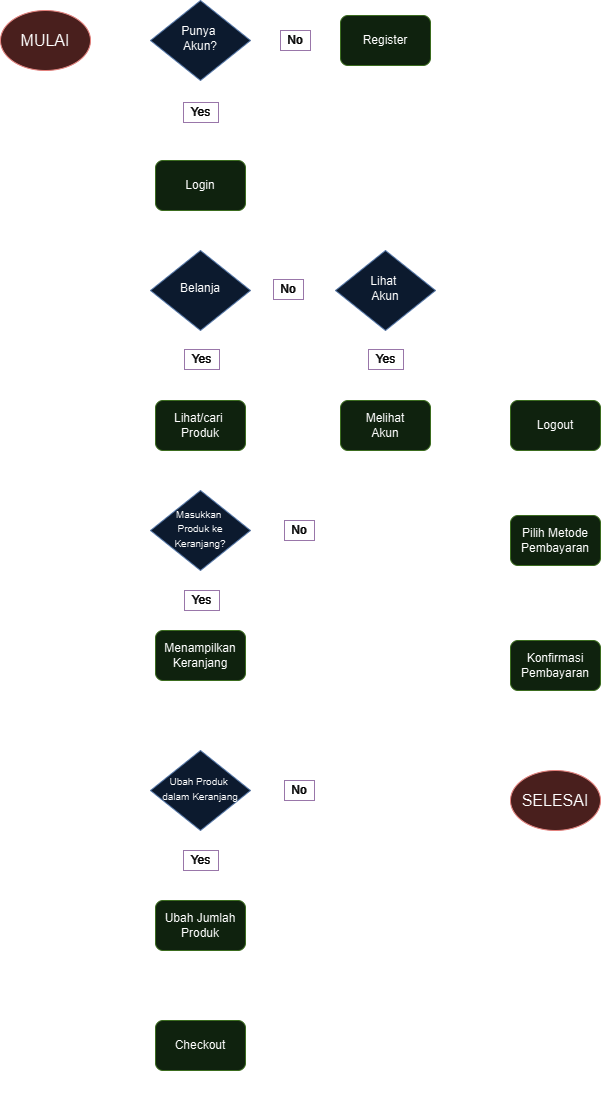 MULAI
Punya
Akun?
No
Register
Yes
Login
Belanja
No
Lihat
Akun
Yes
Yes
Lihat/cari
Produk
Melihat
Akun
Logout
Masukkan
Produk ke
Keranjang?
No
Pilih Metode
Pembayaran
Yes
Menampilkan
Keranjang
Konfirmasi
Pembayaran
Ubah Produk
dalam Keranjang
No
SELESAI
Yes
Ubah Jumlah
Produk
Checkout